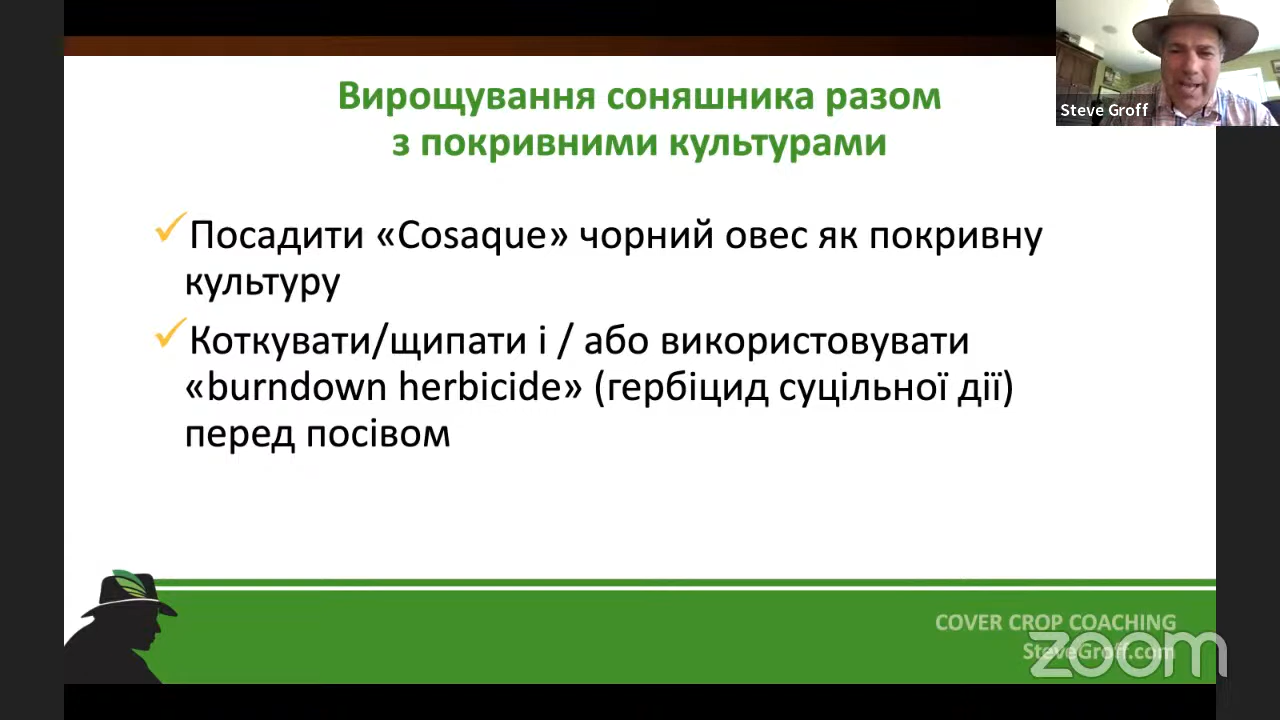 Вирощування соняшника разом
з покривними культурами
Steve Groff
Посадити «Cosaque» чорний овес як покривну
культуру
Коткувати/щипати і / або використовувати
«burndown herbicide» (гербіцид суцільної дії)
перед посівом
COVER CROP COACHING
SteveGroff.com
zoom